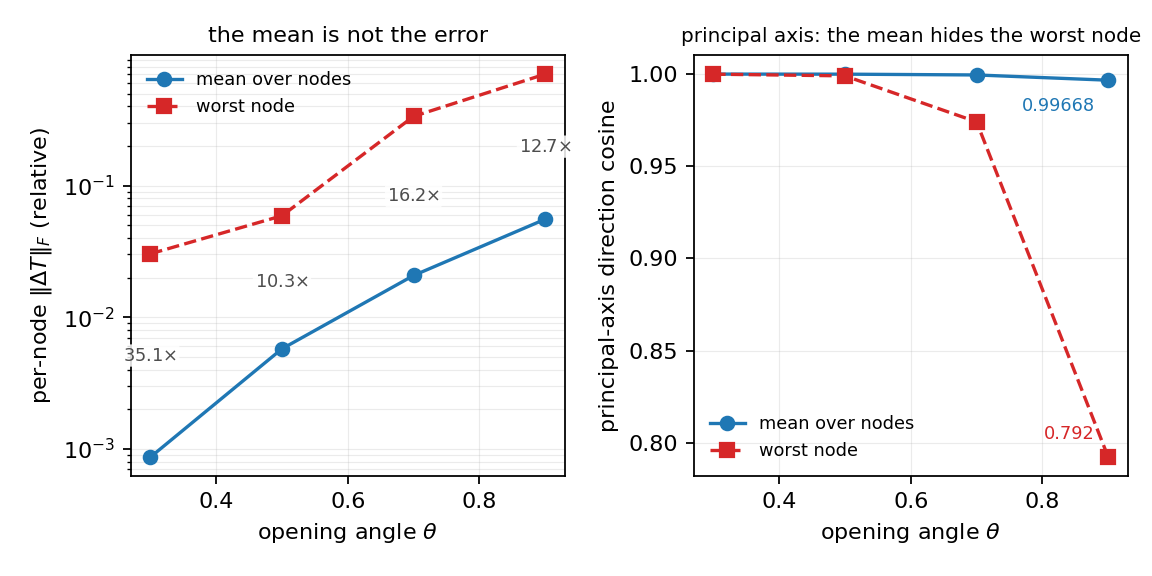 the mean is not the error
mean over nodes
worst node
12.7×
16.2×
10.3×
35.1×
10⁻¹
10⁻²
10⁻³
per-node ‖ΔT‖F (relative)
0.4
0.6
0.8
opening angle θ
principal axis: the mean hides the worst node
1.00
0.95
0.90
0.85
0.80
principal-axis direction cosine
0.99668
0.792
mean over nodes
worst node
0.4
0.6
0.8
opening angle θ